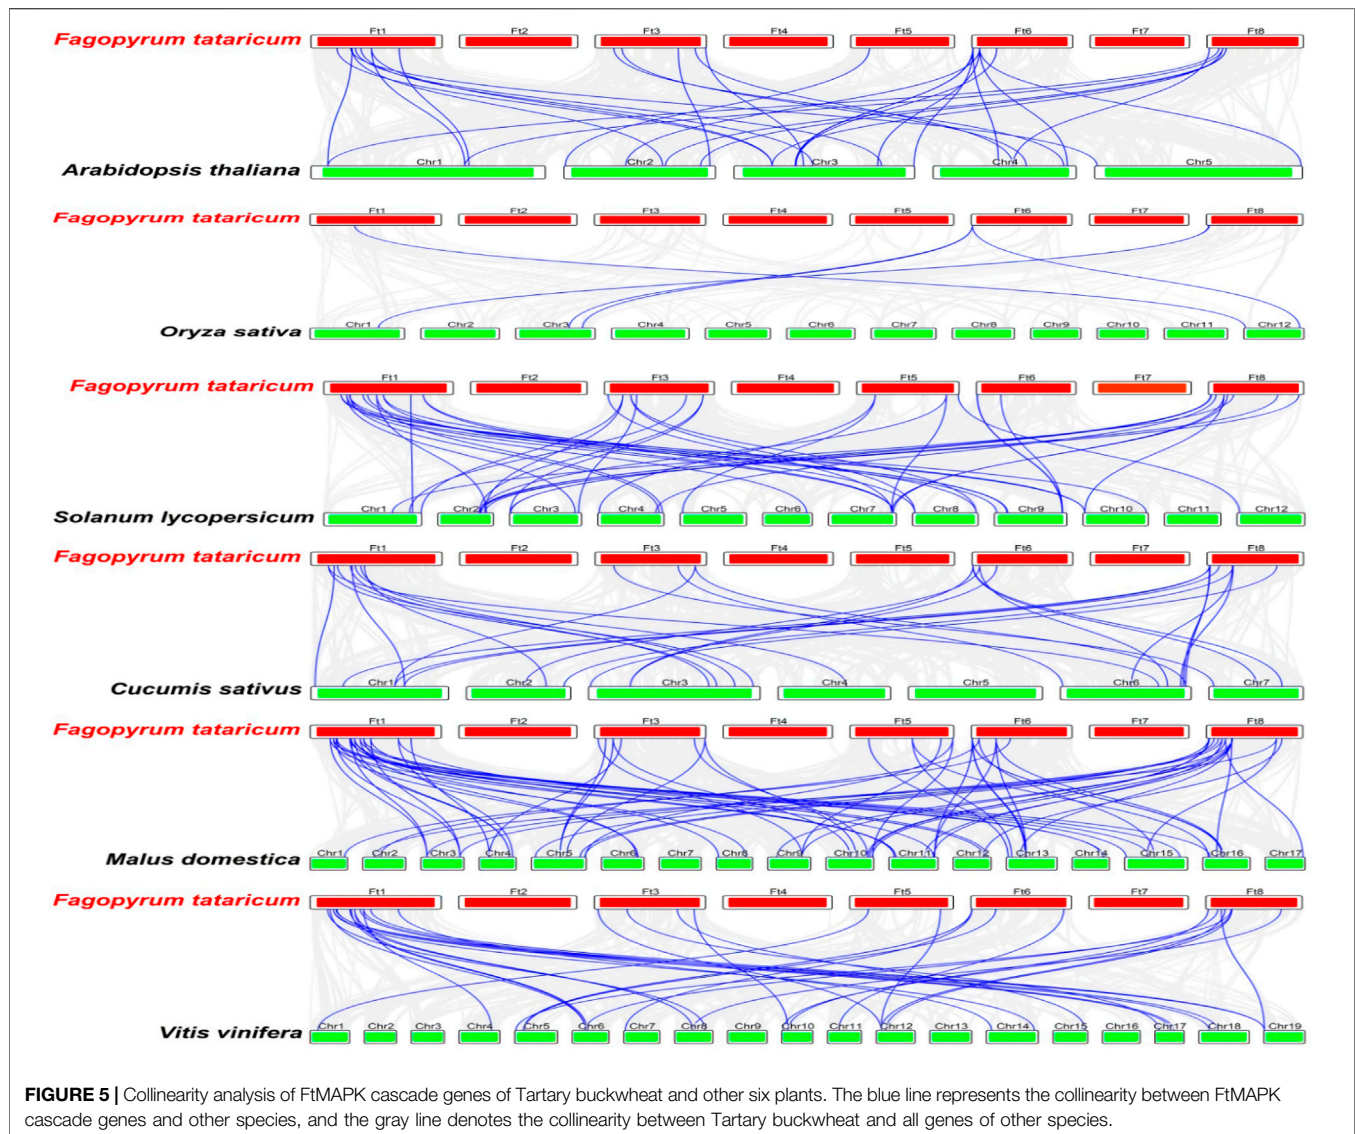 Ft1 Ft2 Ft3 Ft4 Ft5 Ft6 Ft7 Ft8
Fagopyrum tataricum
Chr1 Chr2 Chr3 Chr4 Chr5
Arabidopsis thaliana
Ft1 Ft2 Ft3 Ft4 Ft5 Ft6 Ft7 Ft8
Fagopyrum tataricum
Chr1 Chr2 Chr3 Chr4 Chr5 Chr6 Chr7 Chr8 Chr9 Chr10 Chr11 Chr12
Oryza sativa
Ft1 Ft2 Ft3 Ft4 Ft5 Ft6 Ft7 Ft8
Fagopyrum tataricum
Chr1 Chr2 Chr3 Chr4 Chr5 Chr6 Chr7 Chr8 Chr9 Chr10 Chr11 Chr12
Solanum lycopersicum
Ft1 Ft2 Ft3 Ft4 Ft5 Ft6 Ft7 Ft8
Fagopyrum tataricum
Chr1 Chr2 Chr3 Chr4 Chr5 Chr6 Chr7
Cucumis sativus
Ft1 Ft2 Ft3 Ft4 Ft5 Ft6 Ft7 Ft8
Fagopyrum tataricum
Chr1 Chr2 Chr3 Chr4 Chr5 Chr6 Chr7 Chr8 Chr9 Chr10 Chr11 Chr12 Chr13 Chr14 Chr15 Chr16 Chr17
Malus domestica
Ft1 Ft2 Ft3 Ft4 Ft5 Ft6 Ft7 Ft8
Fagopyrum tataricum
Chr1 Chr2 Chr3 Chr4 Chr5 Chr6 Chr7 Chr8 Chr9 Chr10 Chr11 Chr12 Chr13 Chr14 Chr15 Chr16 Chr17 Chr18 Chr19
Vitis vinifera
FIGURE 5 | Collinearity analysis of FtMAPK cascade genes of Tartary buckwheat and other six plants. The blue line represents the collinearity between FtMAPK
cascade genes and other species, and the gray line denotes the collinearity between Tartary buckwheat and all genes of other species.